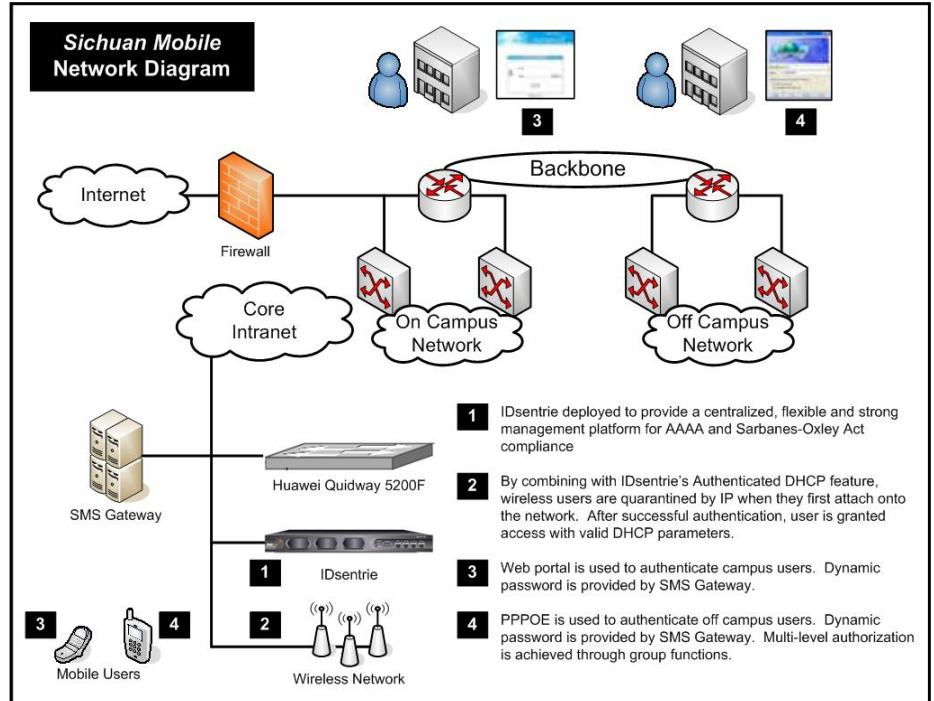 Sichuan Mobile
Network Diagram
3
4
Backbone
Internet
Firewall
Core
Intranet
On Campus
Network
Off Campus
Network
SMS Gateway
Huawei Quidway 5200F
1
IDsentrie
2
Wireless Network
3
4
Mobile Users
1
IDsentrie deployed to provide a centralized, flexible and strong
management platform for AAAA and Sarbanes-Oxley Act
compliance
2
By combining with IDsentrie's Authenticated DHCP feature,
wireless users are quarantined by IP when they first attach onto
the network.  After successful authentication, user is granted
access with valid DHCP parameters.
3
Web portal is used to authenticate campus users.  Dynamic
password is provided by SMS Gateway.
4
PPPOE is used to authenticate off campus users.  Dynamic
password is provided by SMS Gateway.  Multi-level authorization
is achieved through group functions.